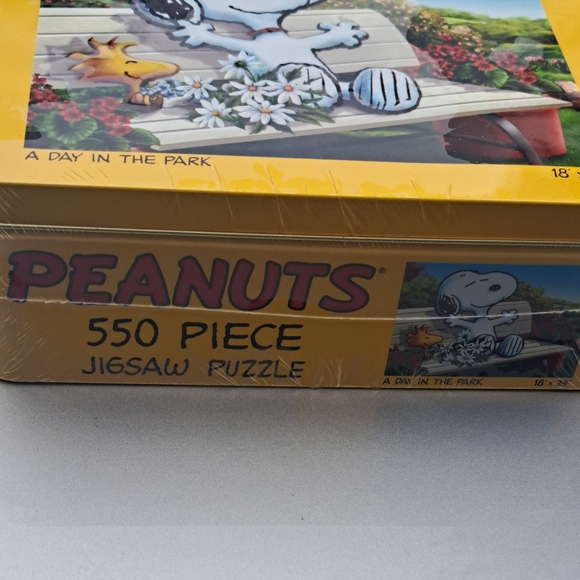 A DAY IN THE PARK
18"
PEANUTS®
550 PIECE
JIGSAW PUZZLE
A DAY IN THE PARK
18" x 24"